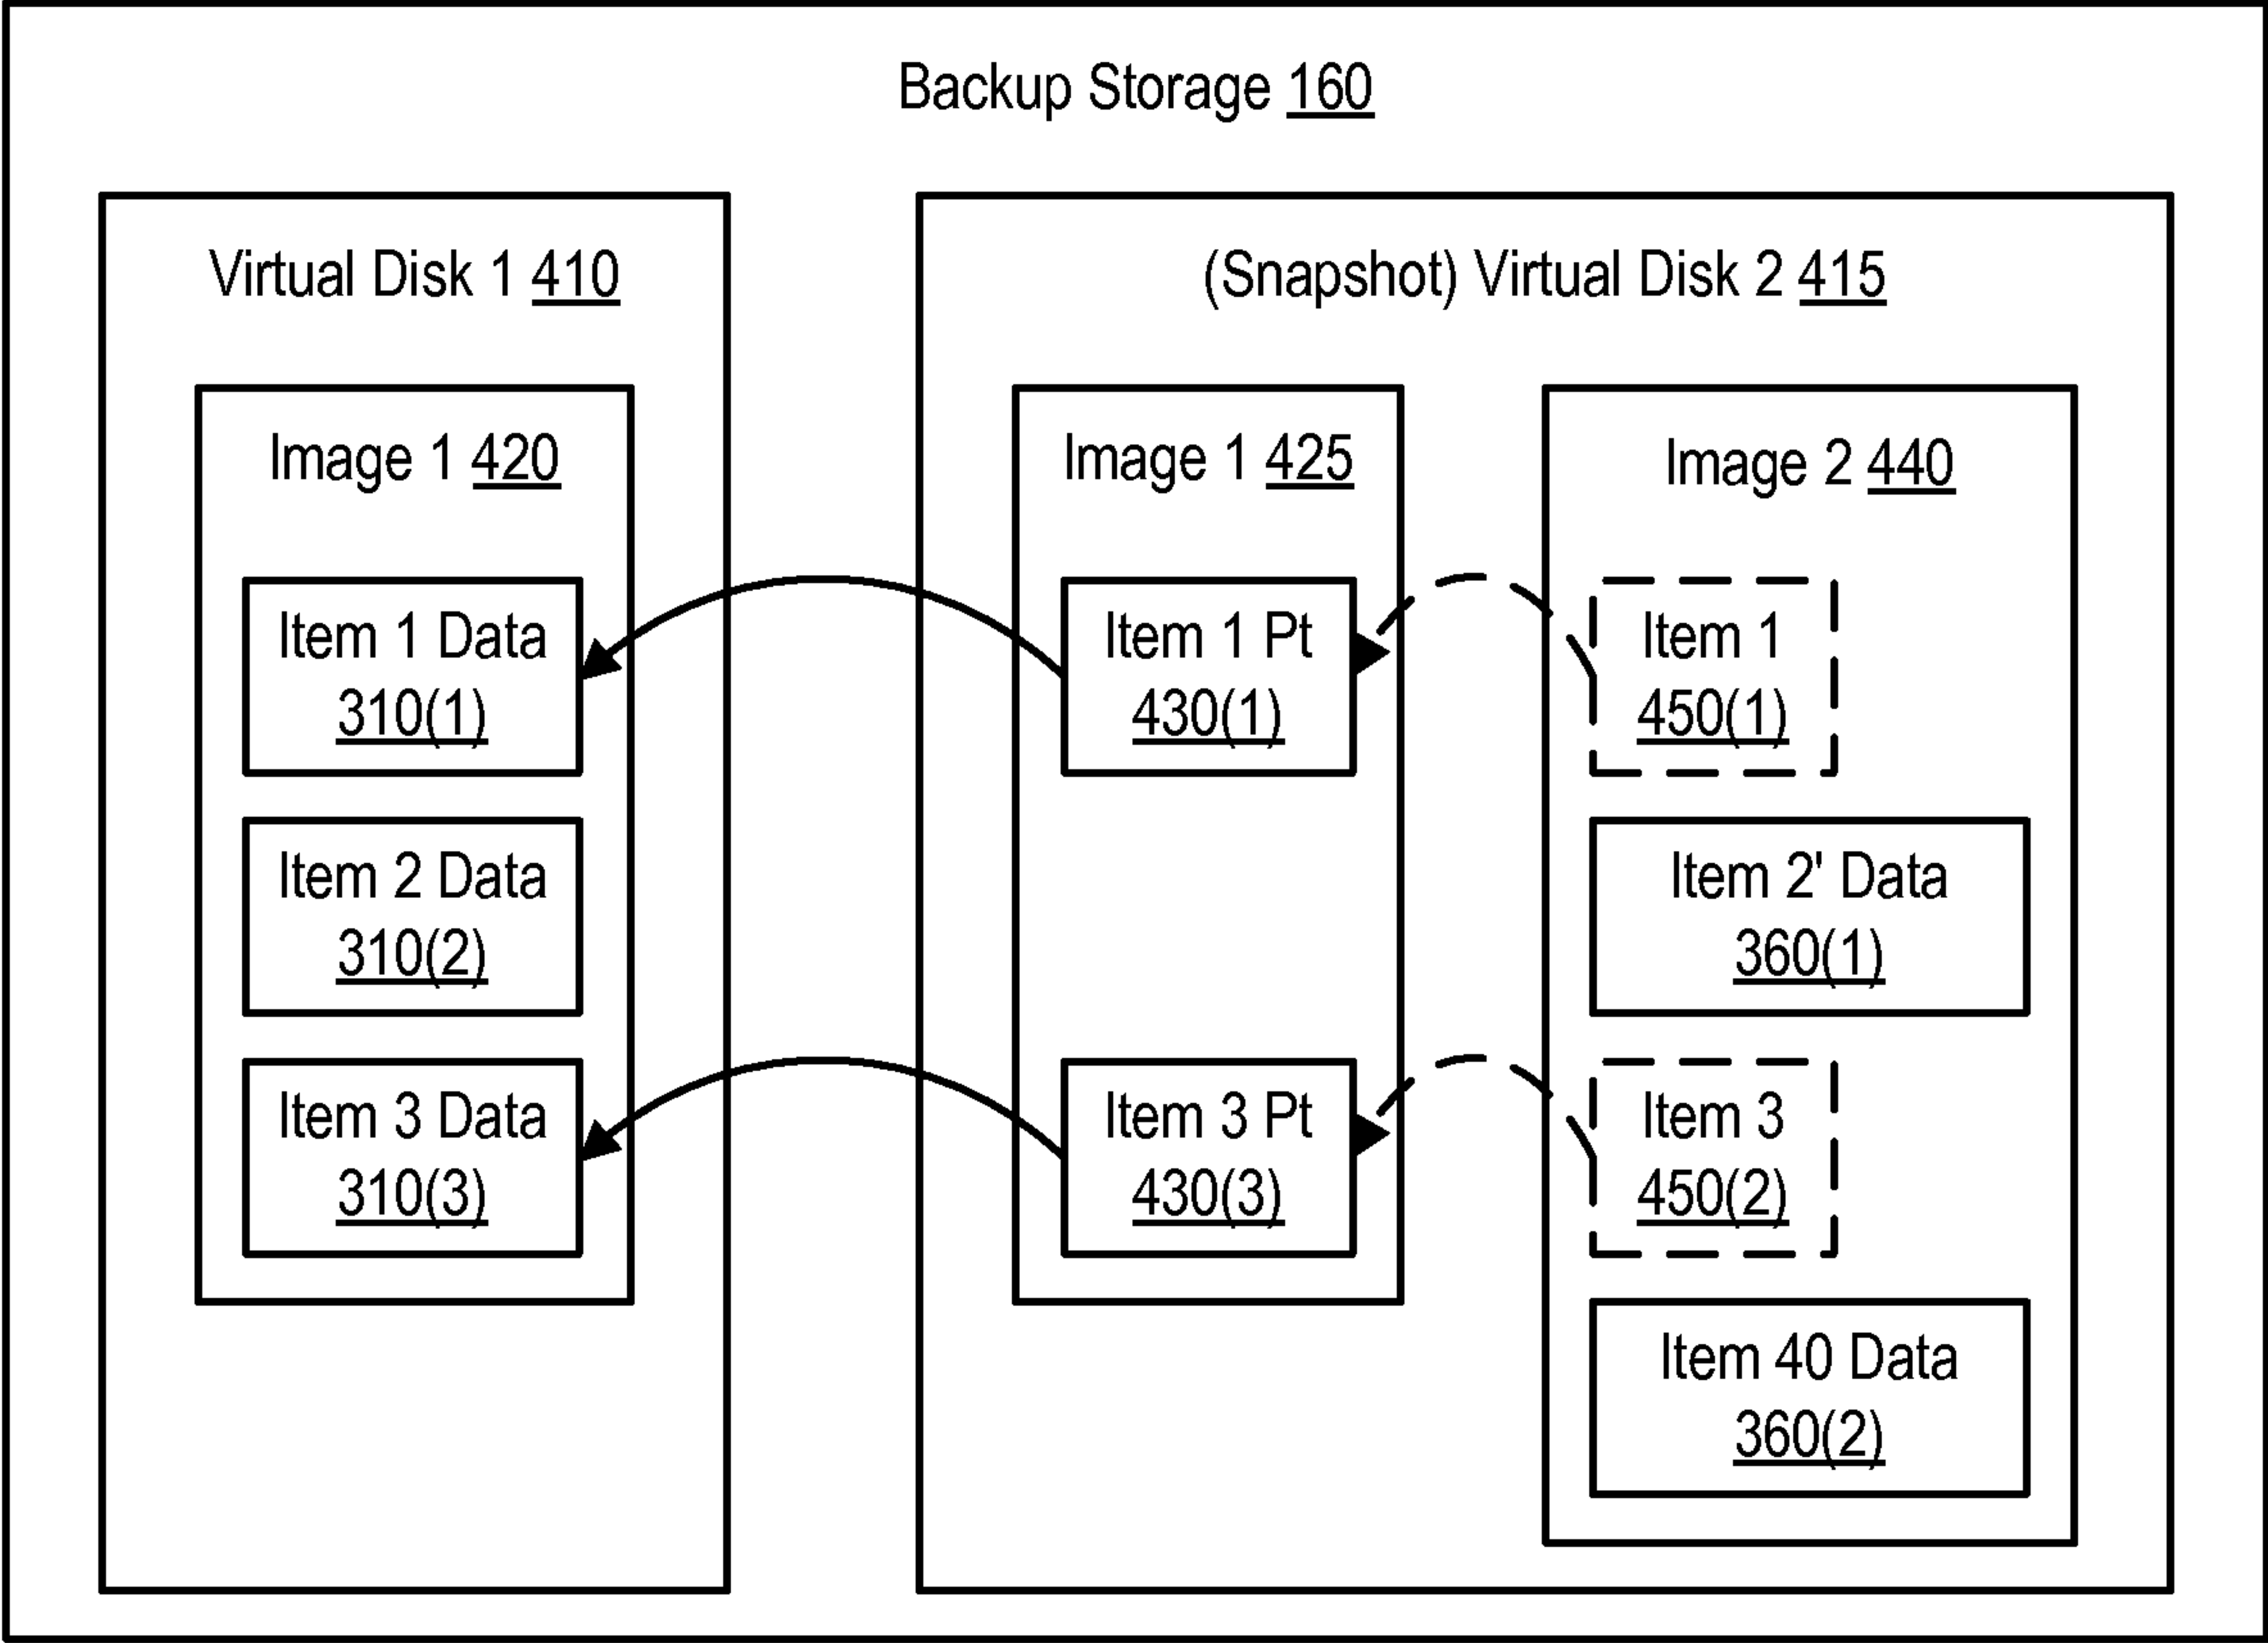 Backup Storage 160
Virtual Disk 1 410
Image 1 420
Item 1 Data
310(1)
Item 2 Data
310(2)
Item 3 Data
310(3)
(Snapshot) Virtual Disk 2 415
Image 1 425
Item 1 Pt
430(1)
Item 3 Pt
430(3)
Image 2 440
Item 1
450(1)
Item 2' Data
360(1)
Item 3
450(2)
Item 40 Data
360(2)